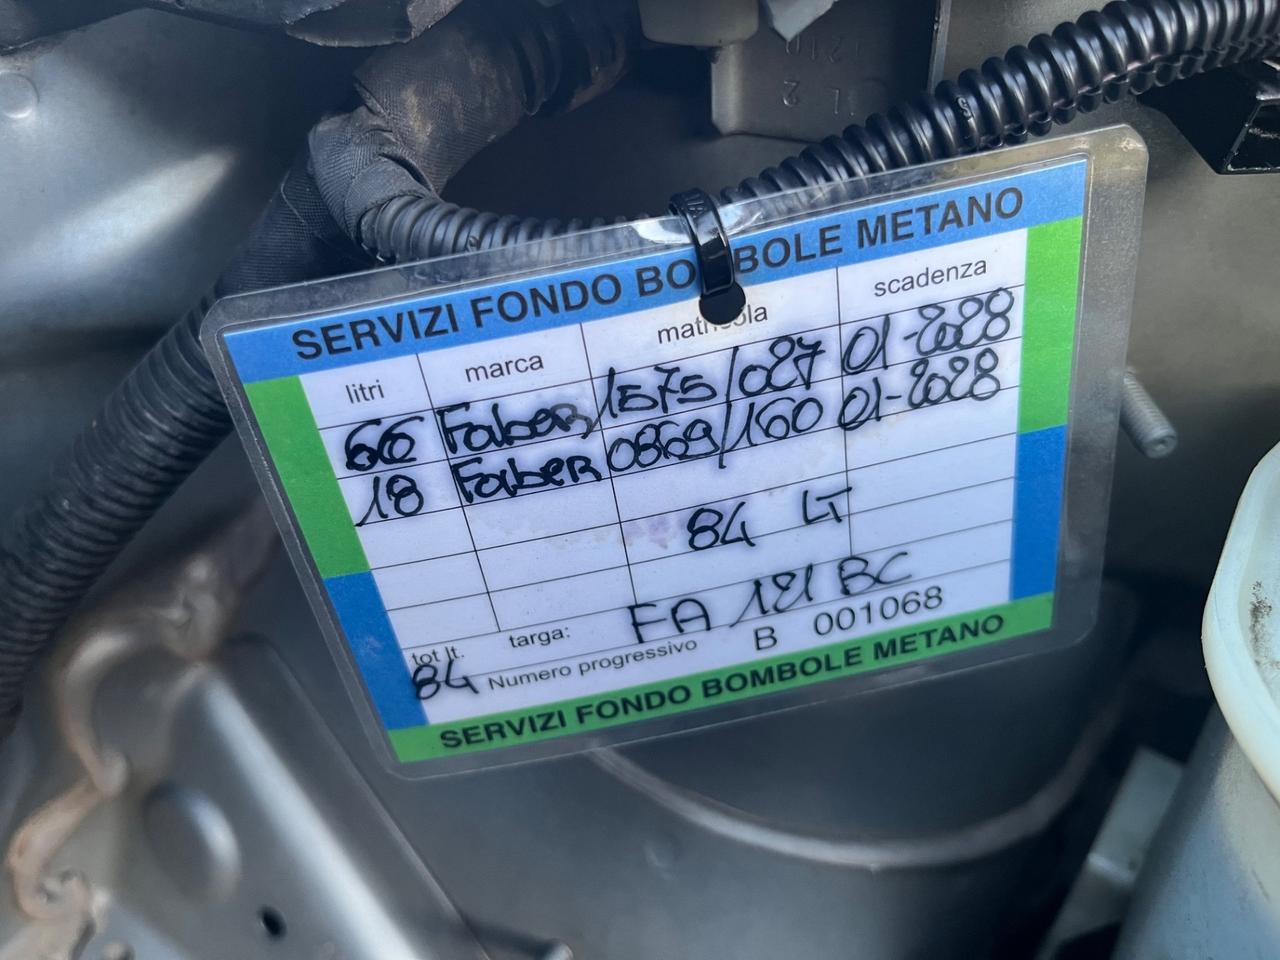 SERVIZI FONDO BOMBOLE METANO
litri marca matricola scadenza
66 Faber 1575/027 01-2028
18 Faber 0869/160 01-2028
84 LT
tot lt. targa: FA 181 BC
84 Numero progressivo B 001068
SERVIZI FONDO BOMBOLE METANO